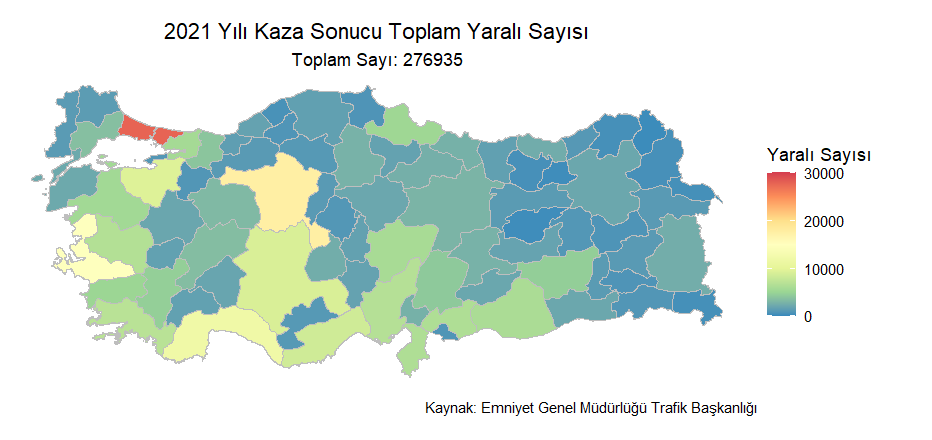 2021 Yılı Kaza Sonucu Toplam Yaralı Sayısı
Toplam Sayı: 276935
Yaralı Sayısı
30000
20000
10000
0
Kaynak: Emniyet Genel Müdürlüğü Trafik Başkanlığı